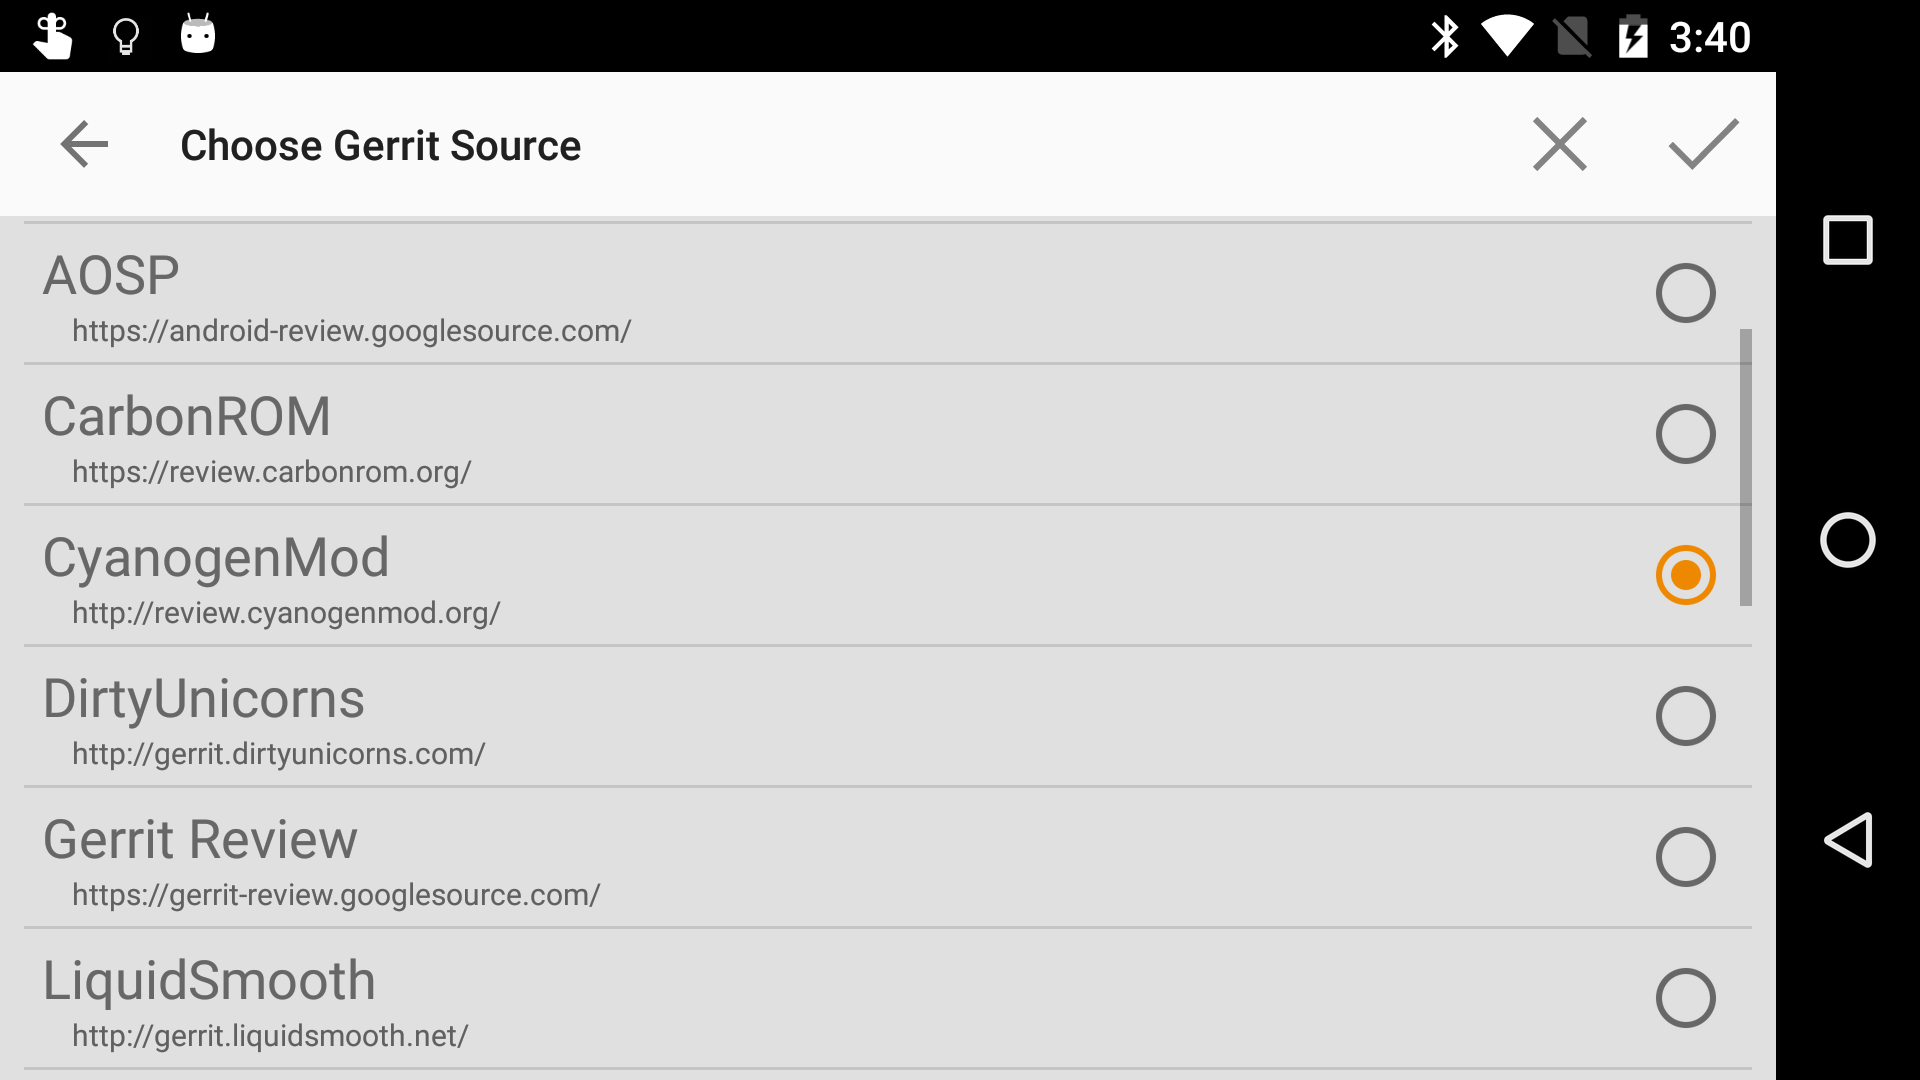 3:40
Choose Gerrit Source
AOSP
https://android-review.googlesource.com/
CarbonROM
https://review.carbonrom.org/
CyanogenMod
http://review.cyanogenmod.org/
DirtyUnicorns
http://gerrit.dirtyunicorns.com/
Gerrit Review
https://gerrit-review.googlesource.com/
LiquidSmooth
http://gerrit.liquidsmooth.net/